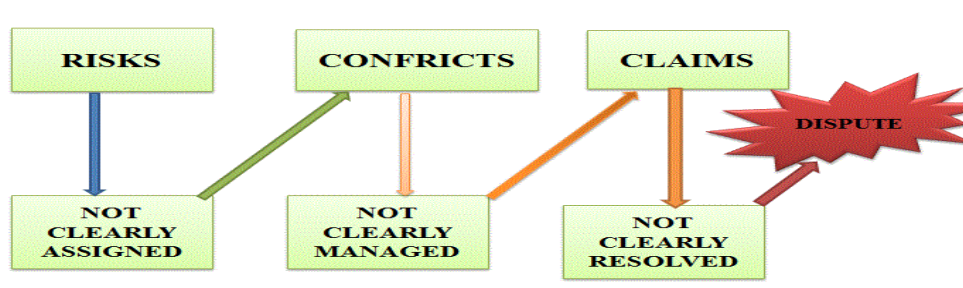 RISKS
NOT
CLEARLY
ASSIGNED
CONFRICTS
NOT
CLEARLY
MANAGED
CLAIMS
NOT
CLEARLY
RESOLVED
DISPUTE